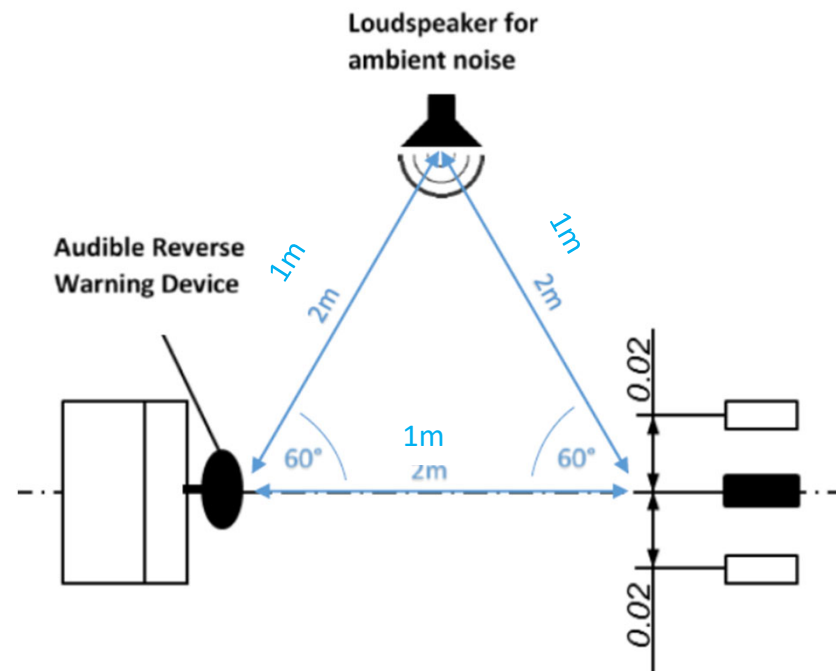 Loudspeaker for
ambient noise
Audible Reverse
Warning Device
1m
2m
1m
2m
60°
1m
2m
60°
0.02
0.02